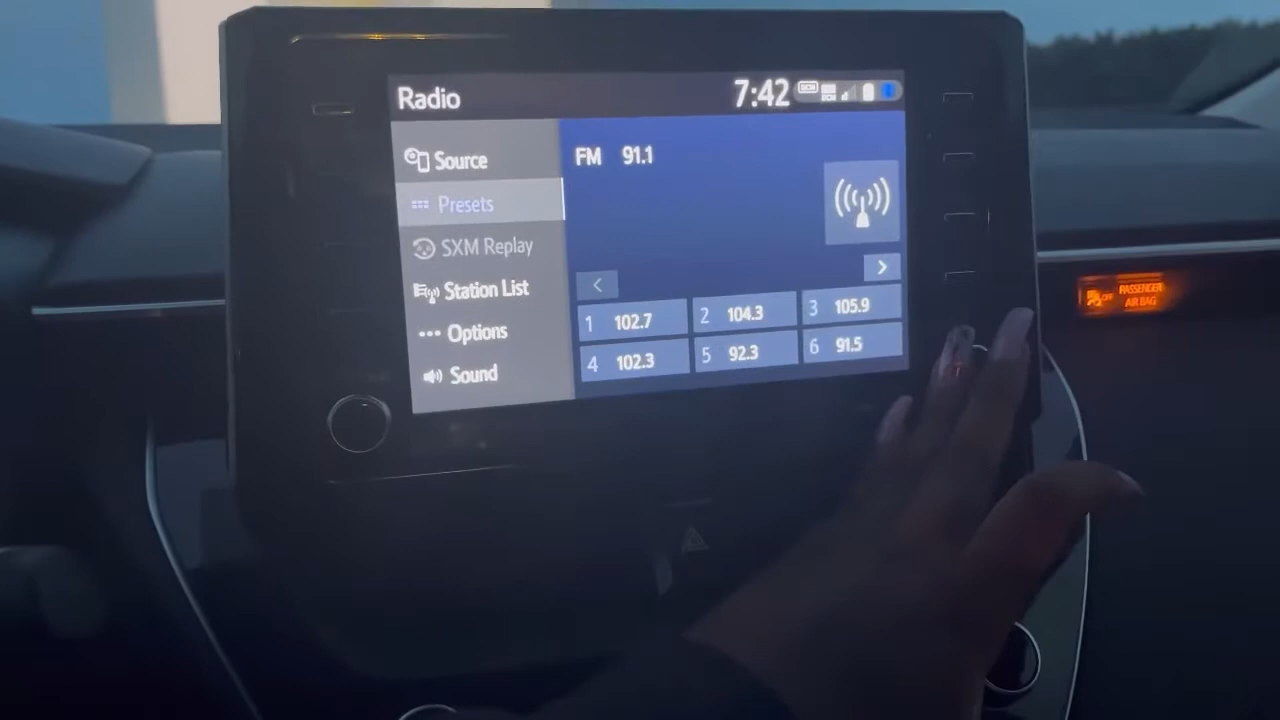 Radio
7:42
Source
Presets
SXM Replay
Station List
Options
Sound
FM 91.1
1 102.7
2 104.3
3 105.9
4 102.3
5 92.3
6 91.5
OFF
PASSENGER
AIR BAG